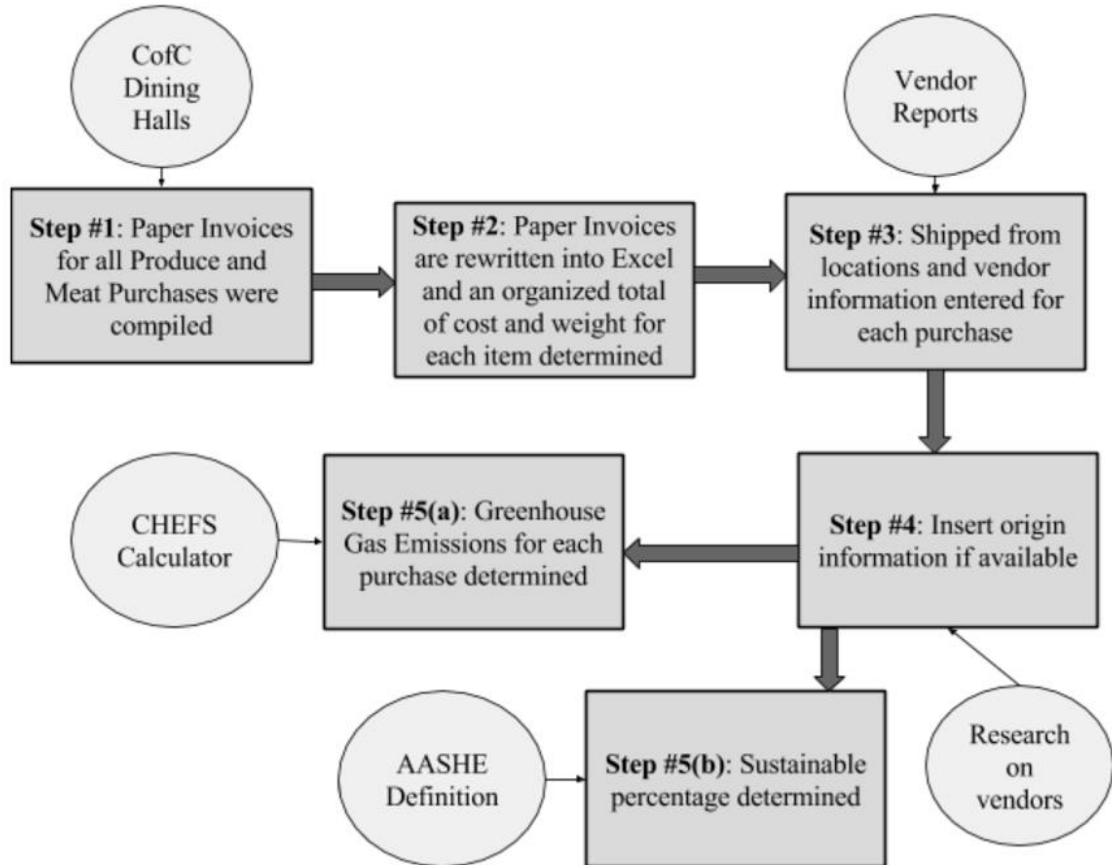 CofC
Dining
Halls
Vendor
Reports
Step #1: Paper Invoices
for all Produce and
Meat Purchases were
compiled
Step #2: Paper Invoices
are rewritten into Excel
and an organized total
of cost and weight for
each item determined
Step #3: Shipped from
locations and vendor
information entered for
each purchase
CHEFS
Calculator
Step #5(a): Greenhouse
Gas Emissions for each
purchase determined
Step #4: Insert origin
information if available
AASHE
Definition
Step #5(b): Sustainable
percentage determined
Research
on
vendors